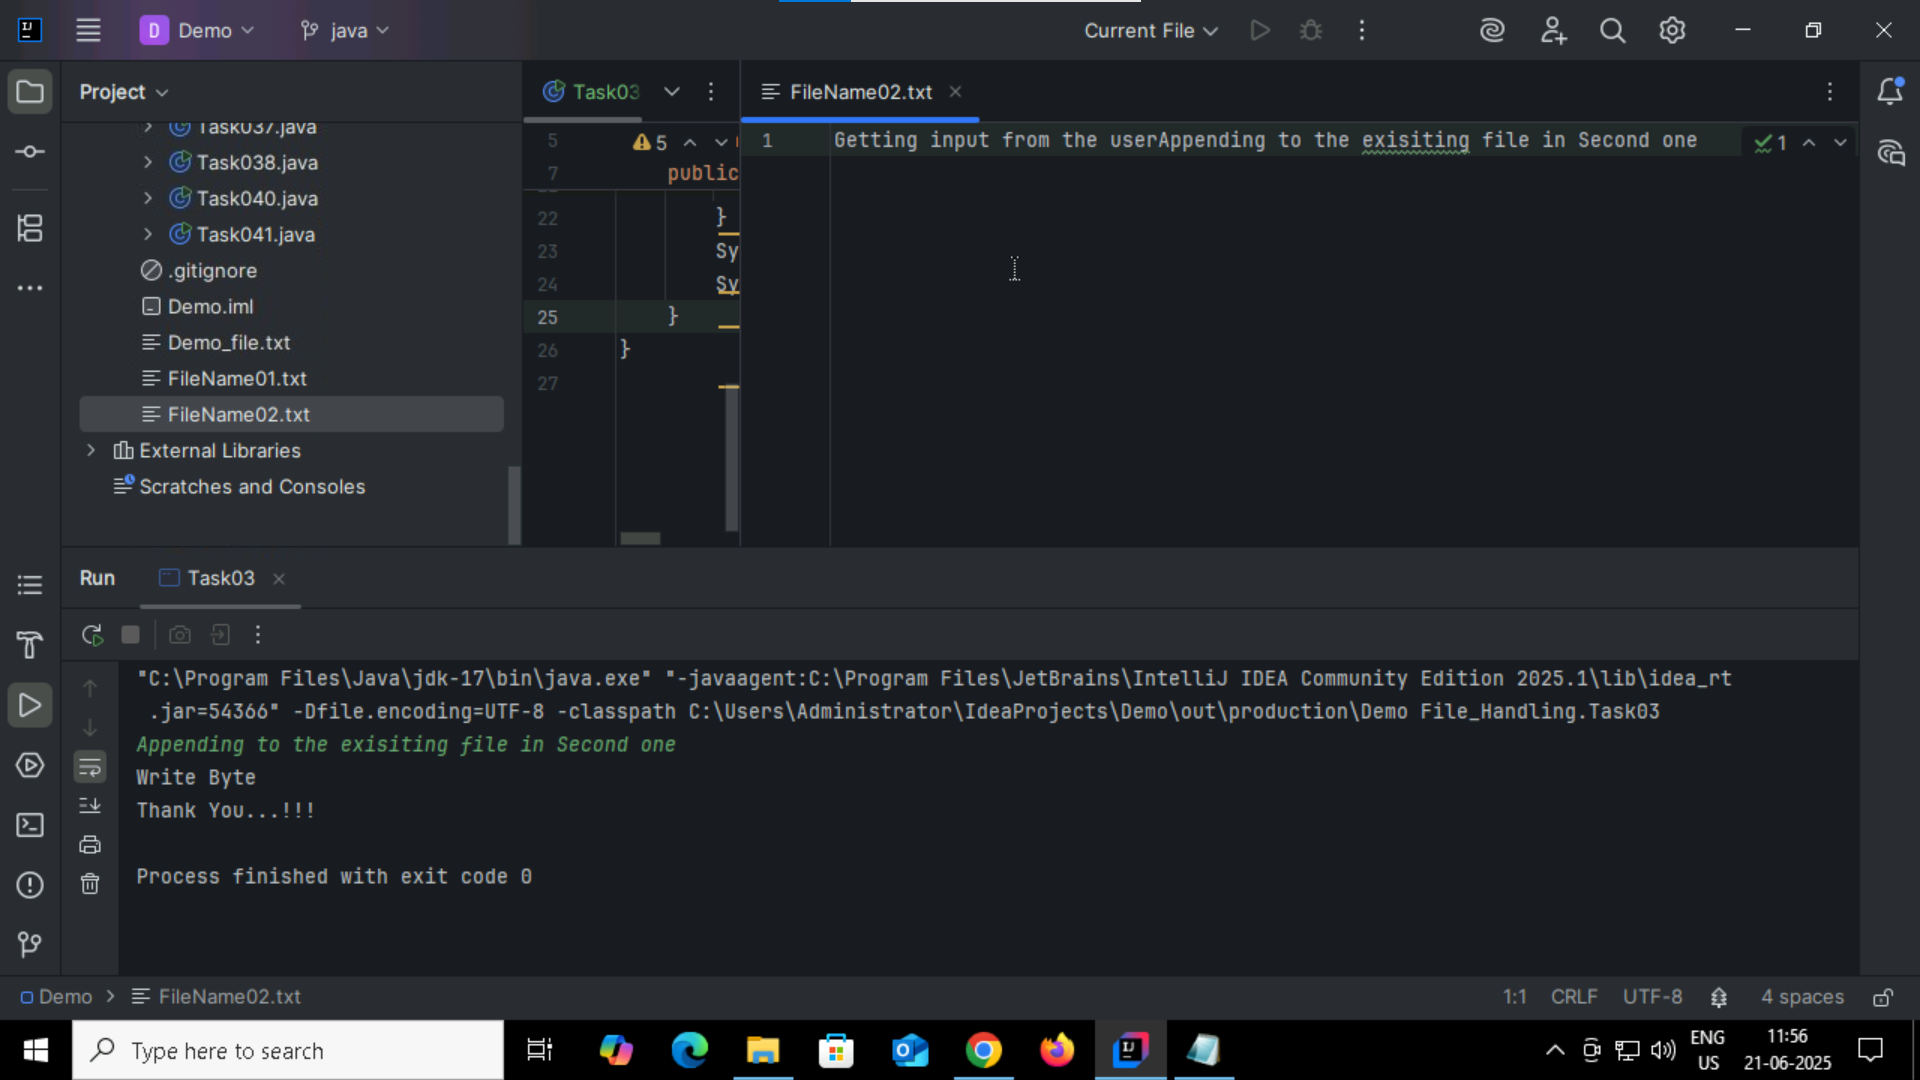 D Demo java Current File
Project
Task03
FileName02.txt
Task037.java
Task038.java
Task040.java
Task041.java
.gitignore
Demo.iml
Demo_file.txt
FileName01.txt
FileName02.txt
External Libraries
Scratches and Consoles
5 5
7 public
22 }
23 Sy
24 Sy
25 }
26 }
27
1 Getting input from the userAppending to the exisiting file in Second one 1
Run Task03
"C:\Program Files\Java\jdk-17\bin\java.exe" "-javaagent:C:\Program Files\JetBrains\IntelliJ IDEA Community Edition 2025.1\lib\idea_rt
.jar=54366" -Dfile.encoding=UTF-8 -classpath C:\Users\Administrator\IdeaProjects\Demo\out\production\Demo File_Handling.Task03
Appending to the exisiting file in Second one
Write Byte
Thank You...!!!
Process finished with exit code 0
Demo > FileName02.txt 1:1 CRLF UTF-8 4 spaces
Type here to search
ENG
US
11:56
21-06-2025